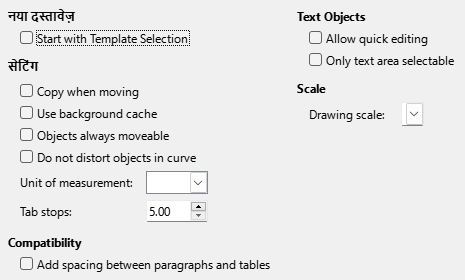 नया दस्तावेज़
Start with Template Selection
सेटिंग
Copy when moving
Use background cache
Objects always moveable
Do not distort objects in curve
Unit of measurement:
Tab stops: 5.00
Compatibility
Add spacing between paragraphs and tables
Text Objects
Allow quick editing
Only text area selectable
Scale
Drawing scale: